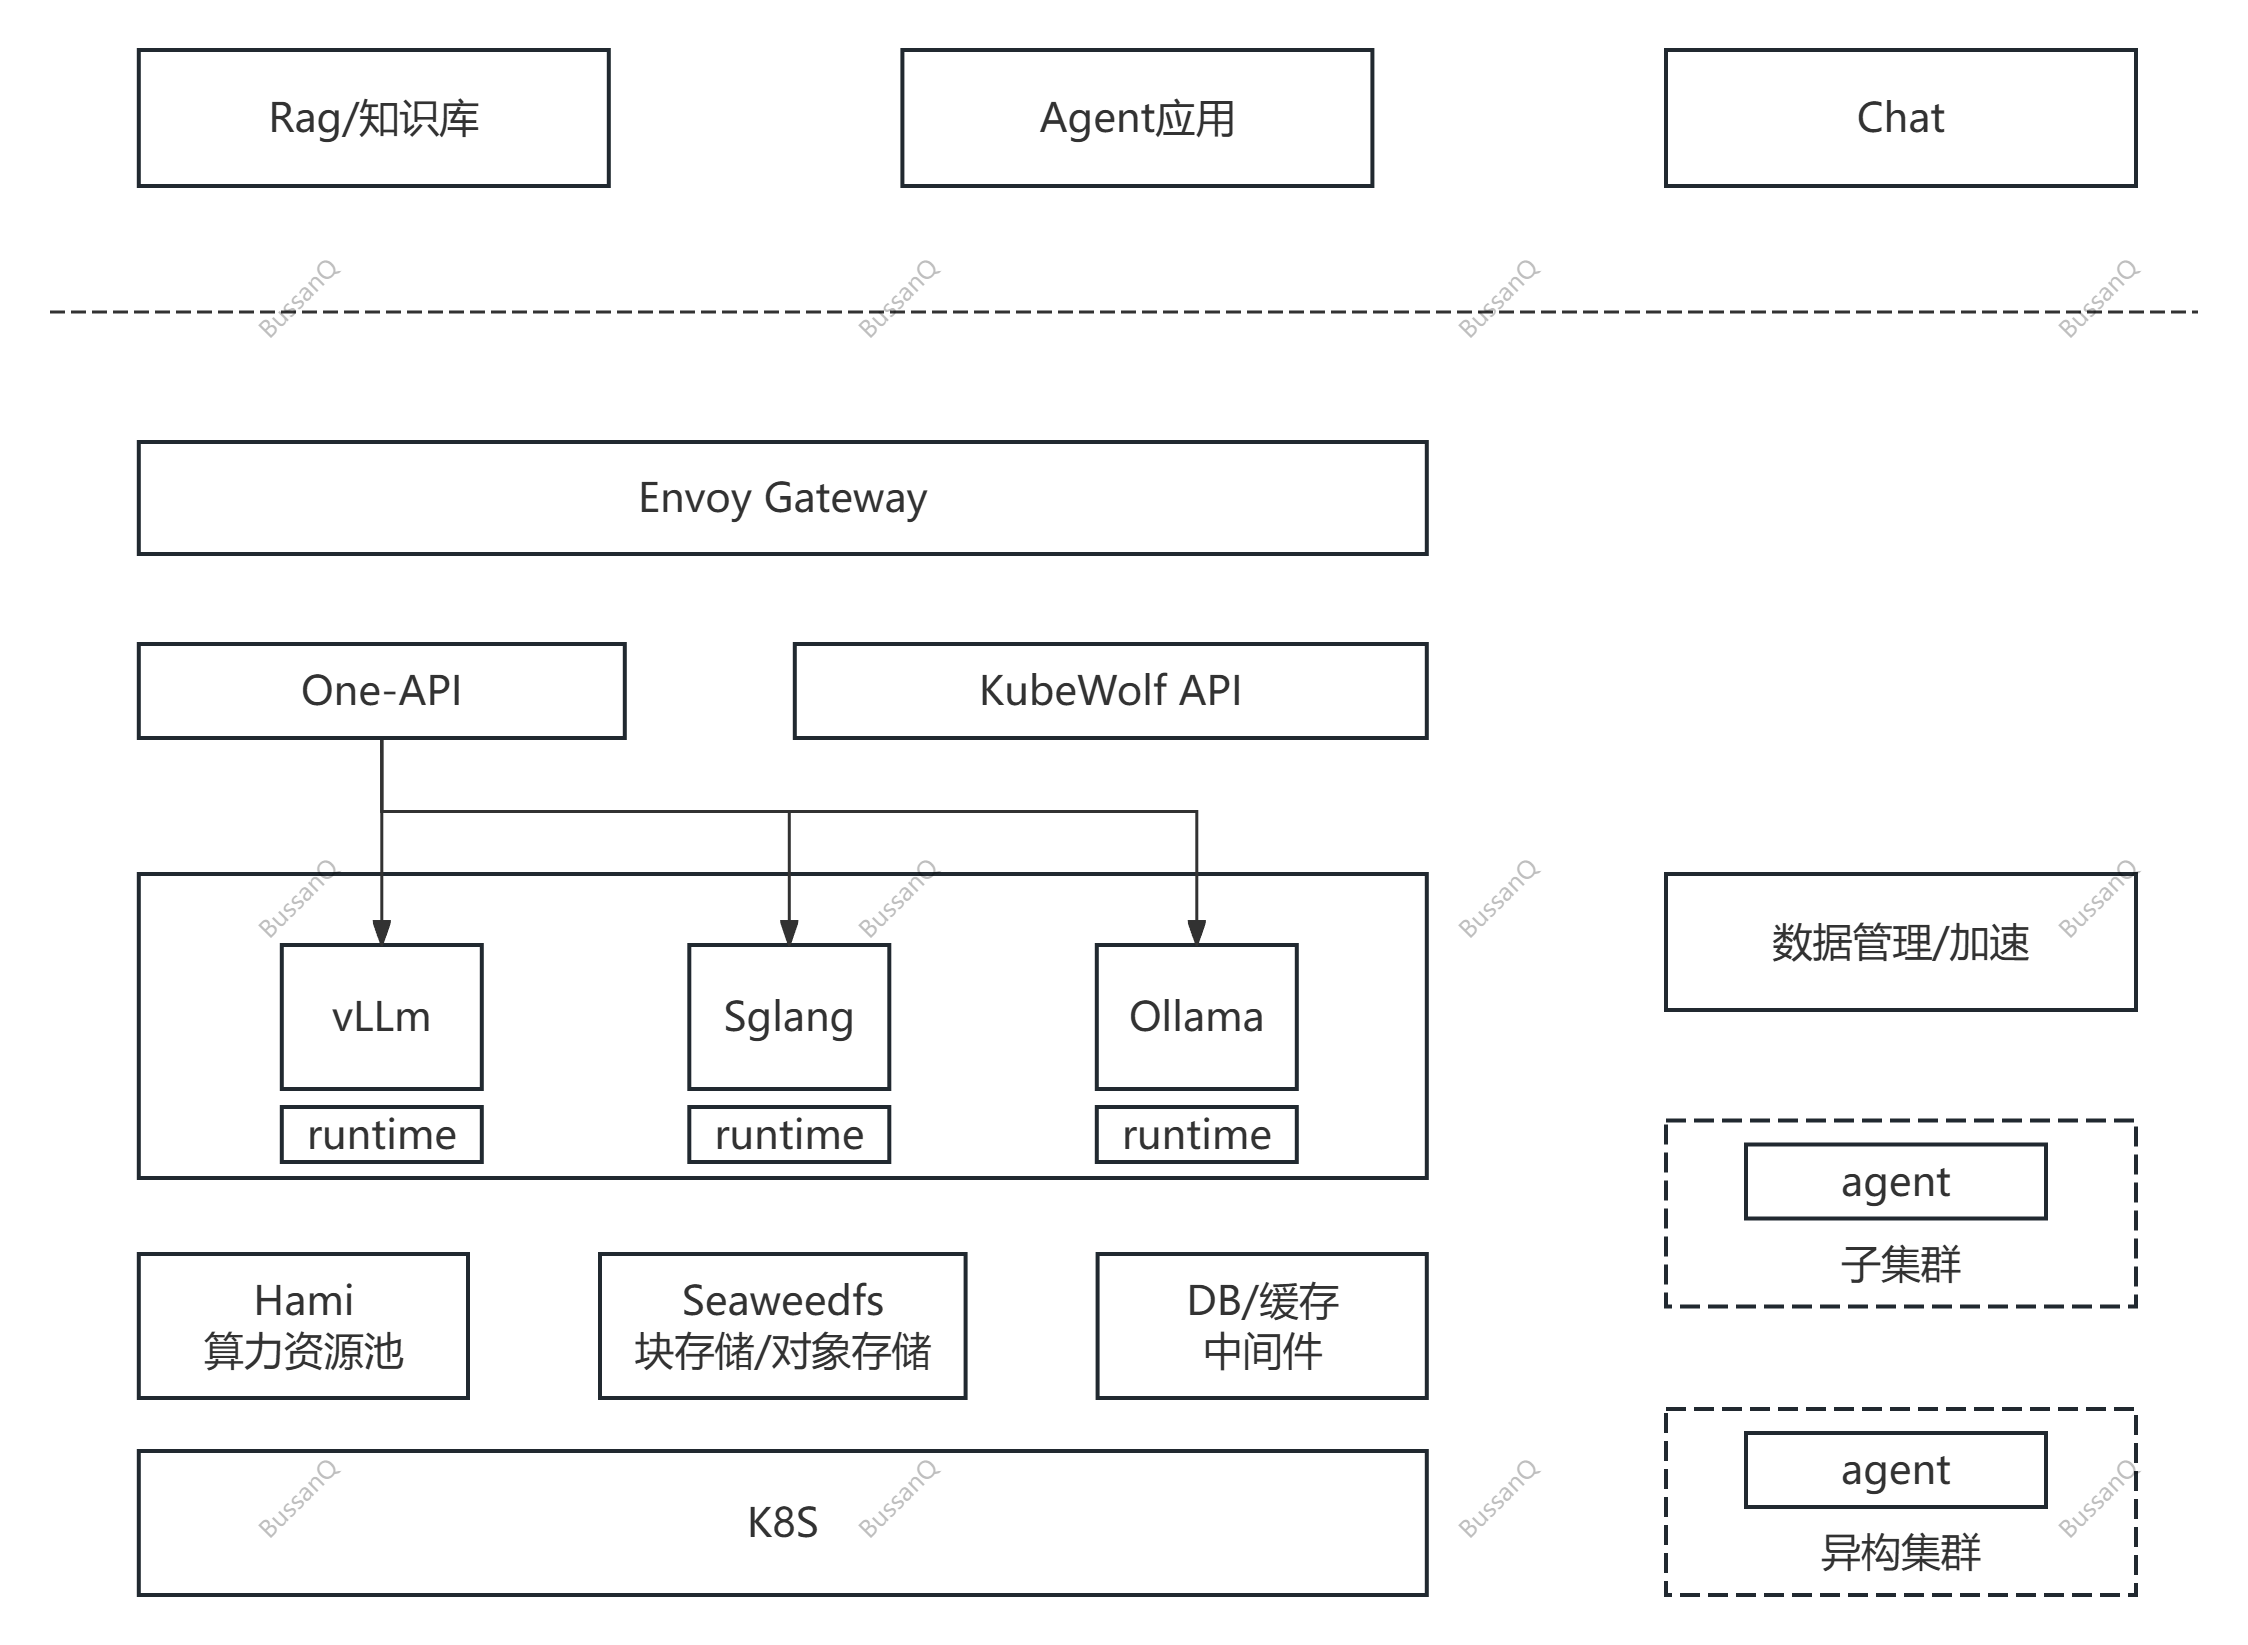 Rag/知识库
Agent应用
Chat
BussanQ
BussanQ
BussanQ
BussanQ
Envoy Gateway
One-API
KubeWolf API
BussanQ
BussanQ
BussanQ
BussanQ
数据管理/加速
vLLm
Sglang
Ollama
runtime
runtime
runtime
agent
子集群
Hami
算力资源池
Seaweedfs
块存储/对象存储
DB/缓存
中间件
K8S
BussanQ
BussanQ
BussanQ
BussanQ
agent
异构集群